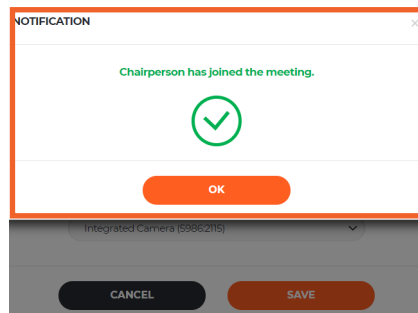 NOTIFICATION ×
Chairperson has joined the meeting.
OK
Integrated Camera (5986:2115)
CANCEL SAVE